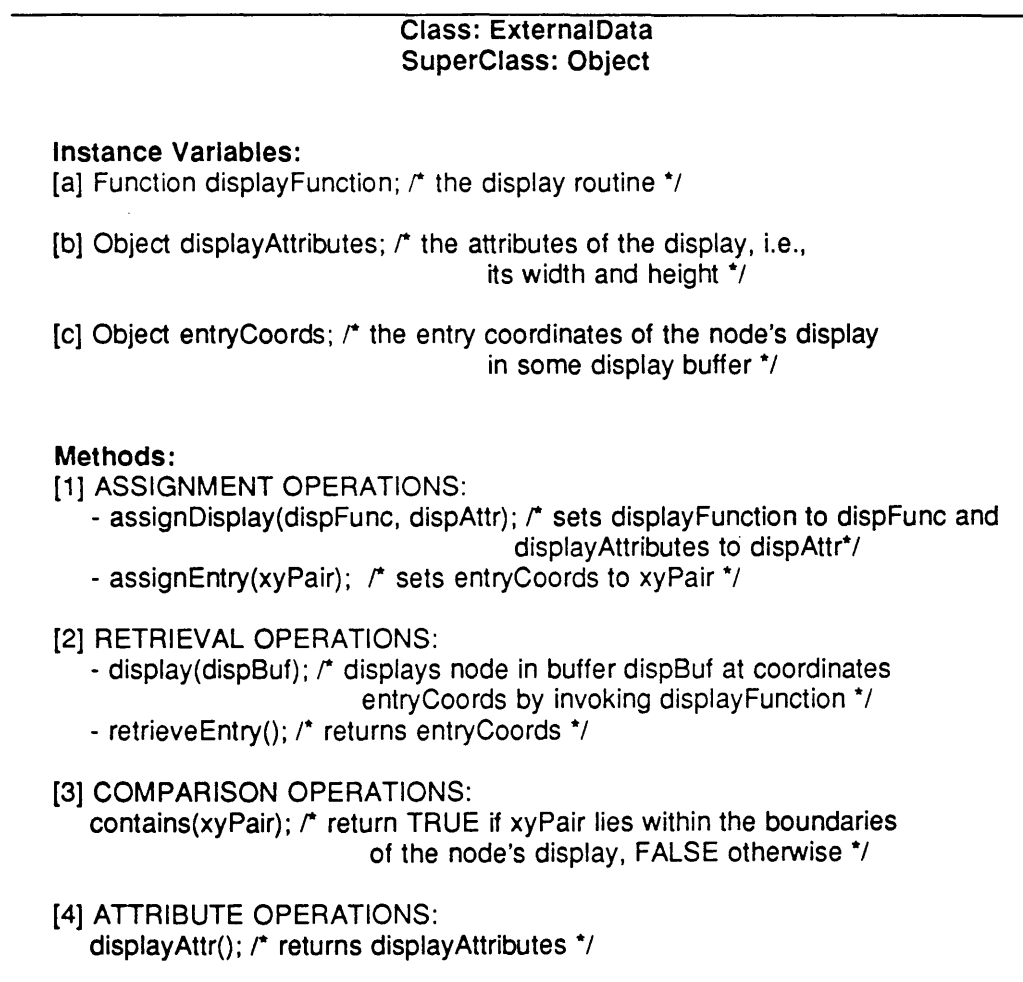 Class: ExternalData
SuperClass: Object
Instance Variables:
[a] Function displayFunction; /* the display routine */
[b] Object displayAttributes; /* the attributes of the display, i.e.,
its width and height */
[c] Object entryCoords; /* the entry coordinates of the node's display
in some display buffer */
Methods:
[1] ASSIGNMENT OPERATIONS:
- assignDisplay(dispFunc, dispAttr); /* sets displayFunction to dispFunc and
displayAttributes to dispAttr*/
- assignEntry(xyPair); /* sets entryCoords to xyPair */
[2] RETRIEVAL OPERATIONS:
- display(dispBuf); /* displays node in buffer dispBuf at coordinates
entryCoords by invoking displayFunction */
- retrieveEntry(); /* returns entryCoords */
[3] COMPARISON OPERATIONS:
contains(xyPair); /* return TRUE if xyPair lies within the boundaries
of the node's display, FALSE otherwise */
[4] ATTRIBUTE OPERATIONS:
displayAttr(); /* returns displayAttributes */